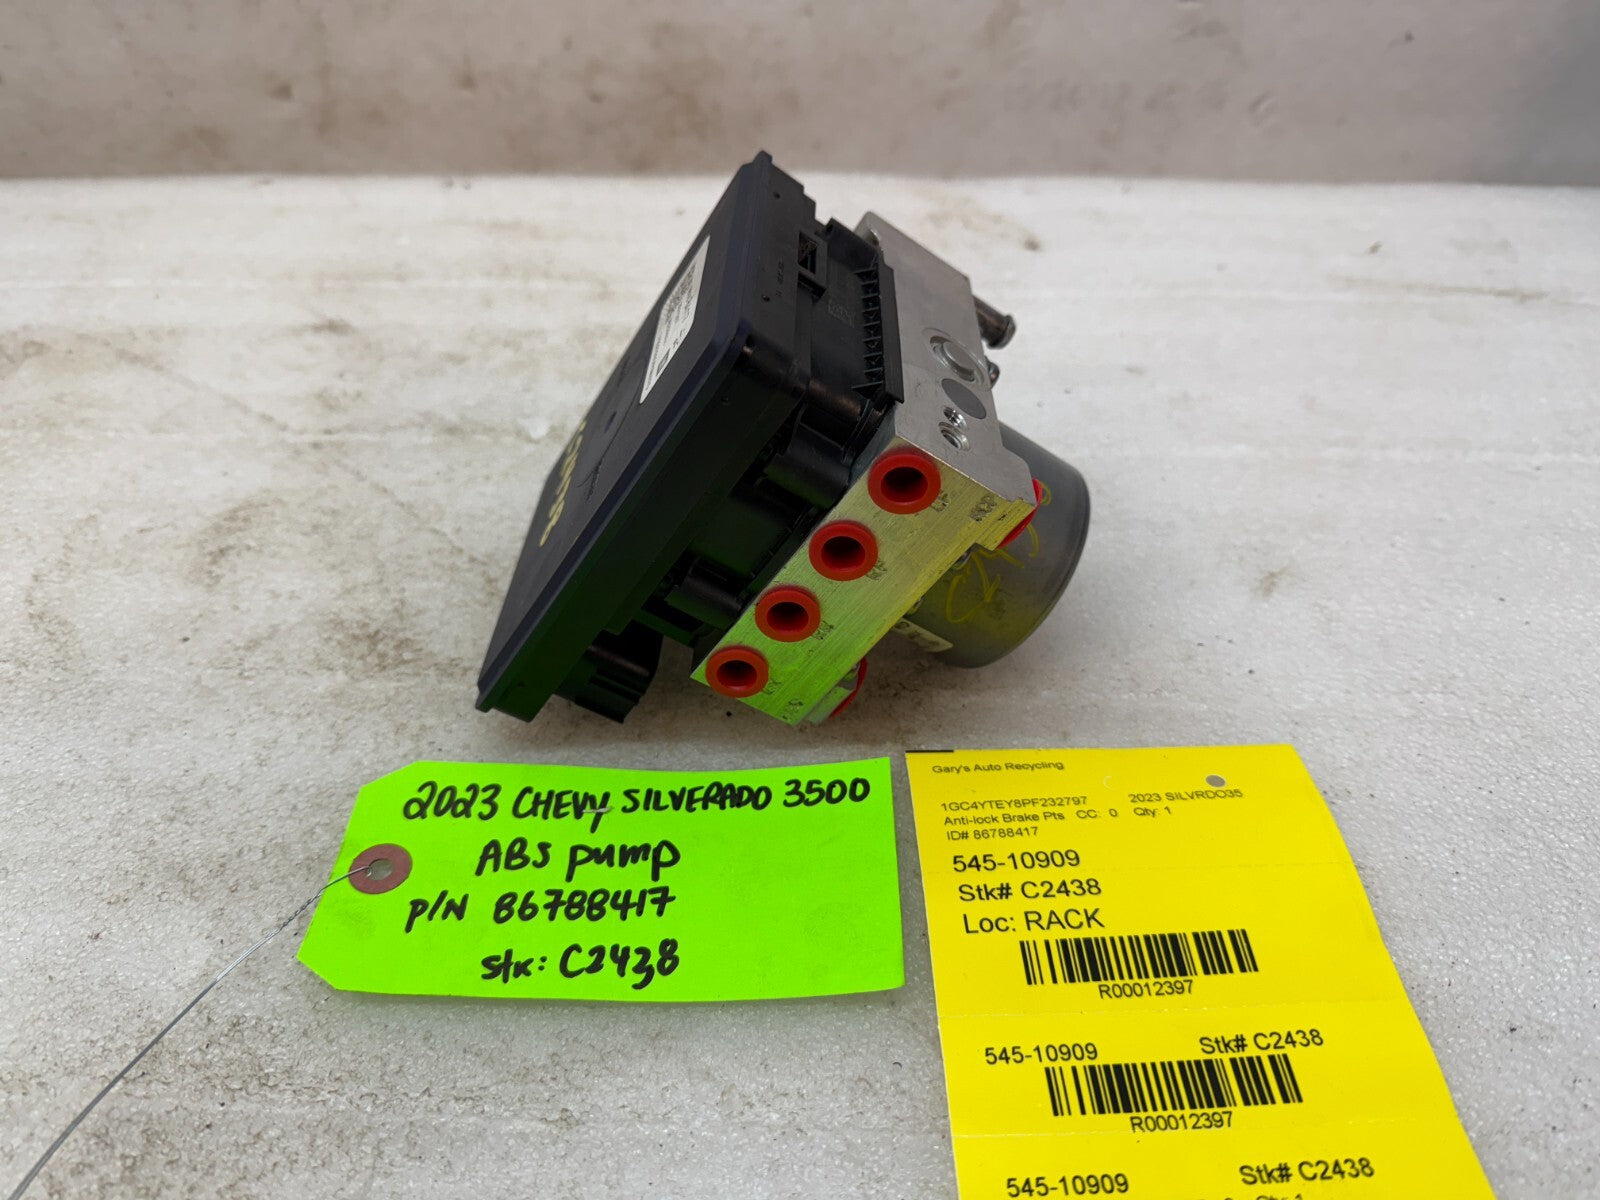 2023 CHEVY SILVERADO 3500
ABS pump
P/N 86788417
stk: C2438
Gary's Auto Recycling
1GC4YTEY8PF232797 2023 SILVRDO35
Anti-lock Brake Pts CC: 0 Qty: 1
ID# 86788417
545-10909
Stk# C2438
Loc: RACK
R00012397
545-10909 Stk# C2438
R00012397
545-10909 Stk# C2438